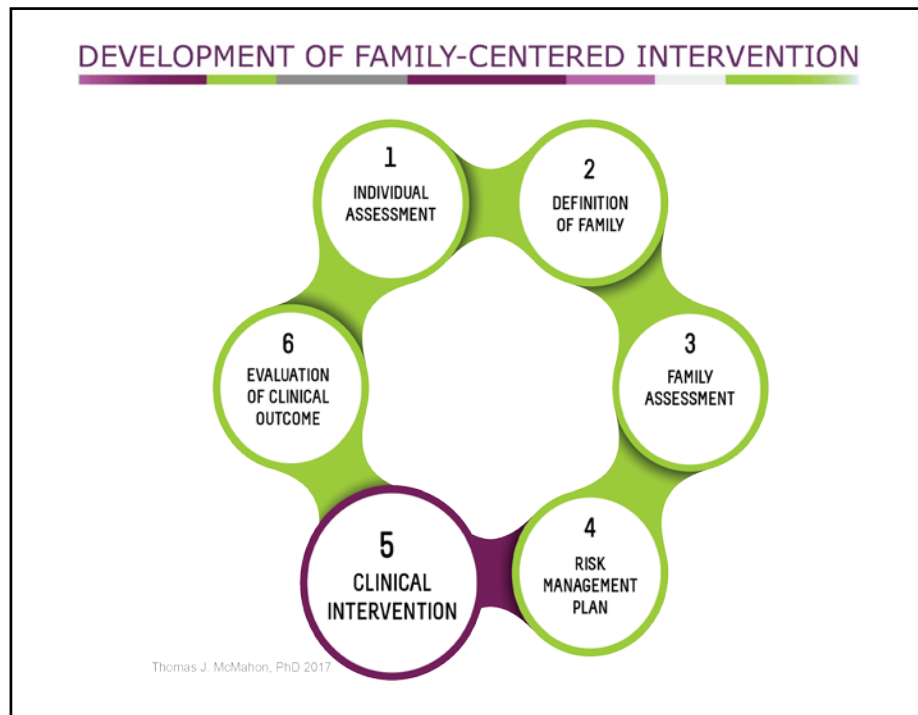 DEVELOPMENT OF FAMILY-CENTERED INTERVENTION
1
INDIVIDUAL
ASSESSMENT
2
DEFINITION
OF FAMILY
3
FAMILY
ASSESSMENT
4
RISK
MANAGEMENT
PLAN
5
CLINICAL
INTERVENTION
6
EVALUATION
OF CLINICAL
OUTCOME
Thomas J. McMahon, PhD 2017